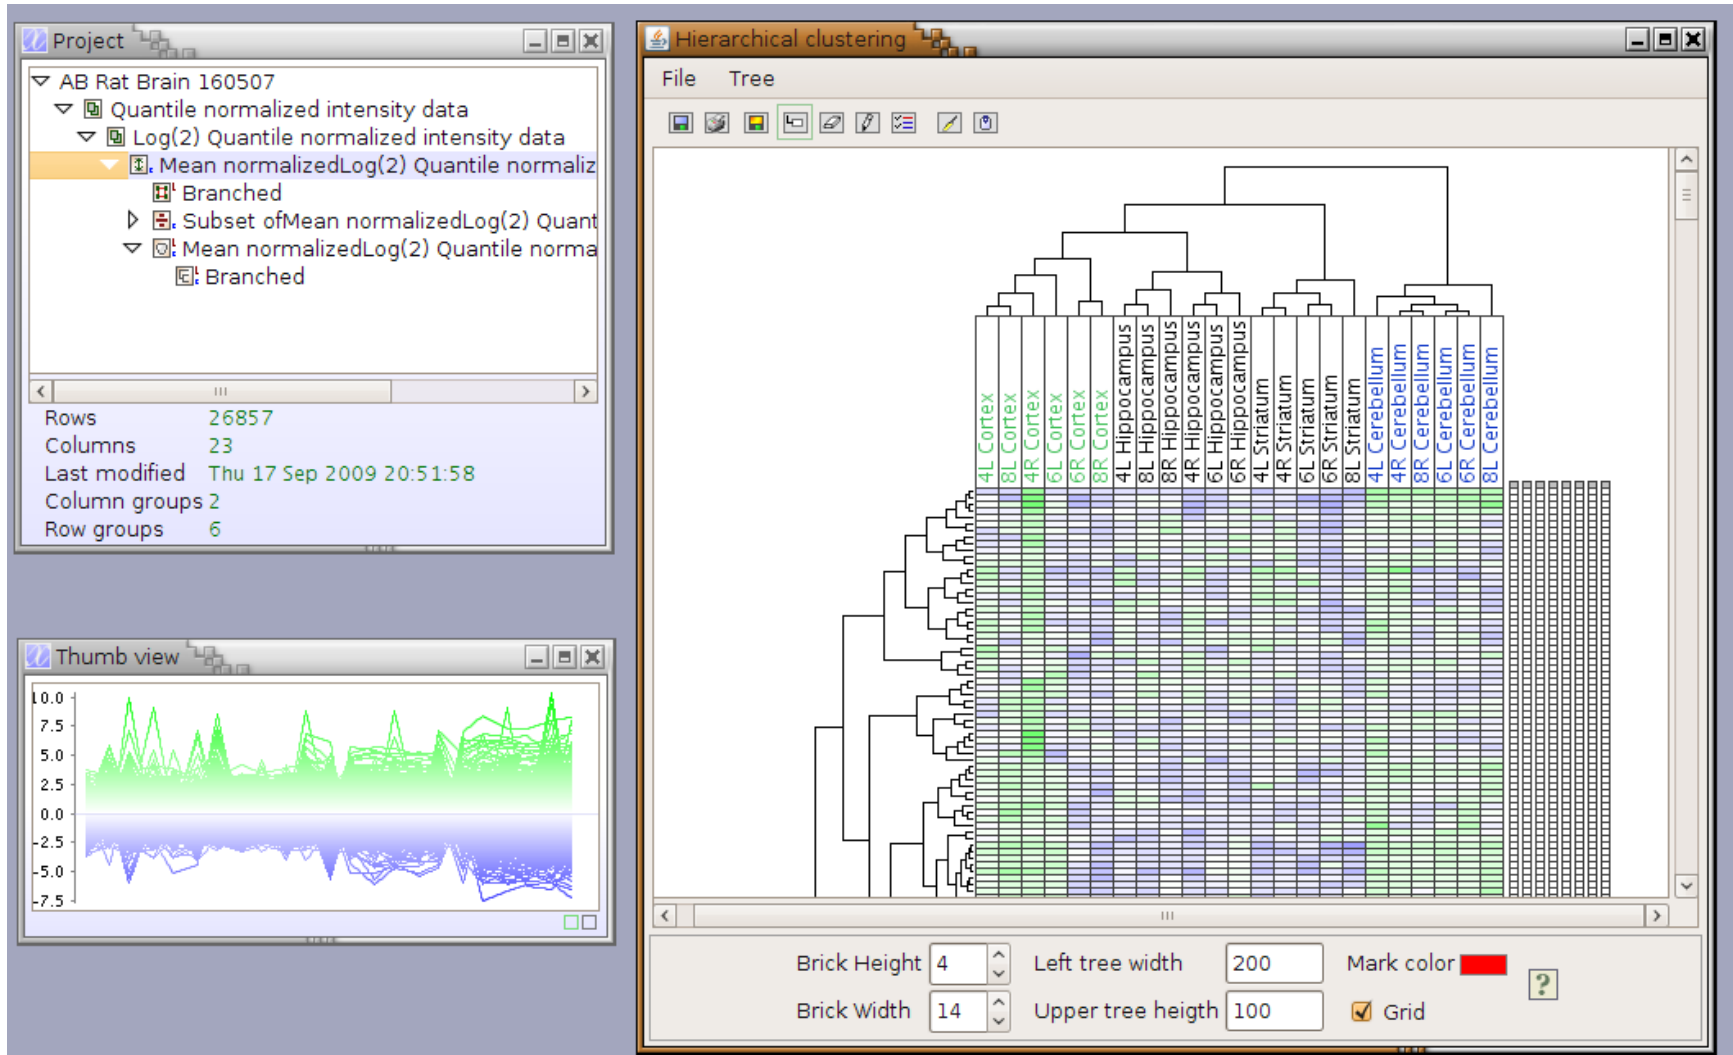 Project
AB Rat Brain 160507
Quantile normalized intensity data
Log(2) Quantile normalized intensity data
Mean normalizedLog(2) Quantile normaliz
Branched
Subset ofMean normalizedLog(2) Quant
Mean normalizedLog(2) Quantile norma
Branched
Rows 26857
Columns 23
Last modified Thu 17 Sep 2009 20:51:58
Column groups 2
Row groups 6
Thumb view
10.0
7.5
5.0
2.5
0.0
-2.5
-5.0
-7.5
Hierarchical clustering
File Tree
4L Cortex
8L Cortex
4R Cortex
6L Cortex
6R Cortex
8R Cortex
4L Hippocampus
8L Hippocampus
8R Hippocampus
4R Hippocampus
6L Hippocampus
6R Hippocampus
4L Striatum
4R Striatum
6L Striatum
6R Striatum
8L Striatum
4L Cerebellum
4R Cerebellum
8R Cerebellum
6L Cerebellum
6R Cerebellum
8L Cerebellum
Brick Height 4 Left tree width 200 Mark color ?
Brick Width 14 Upper tree heigth 100 Grid